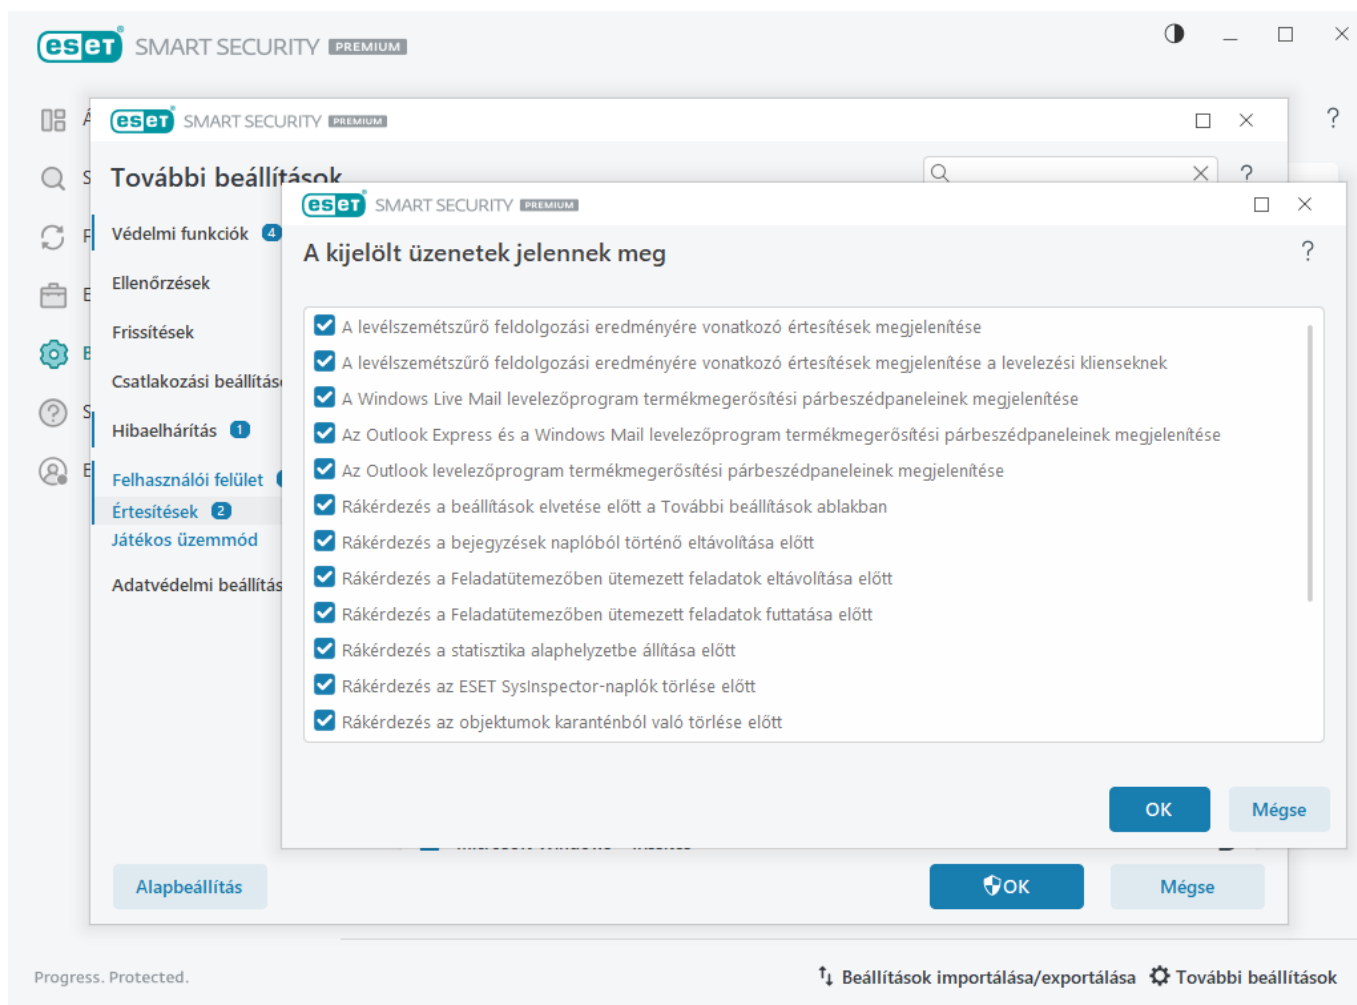 eset SMART SECURITY PREMIUM
?
eset SMART SECURITY PREMIUM
További beállítások
?
Védelmi funkciók 4
Ellenőrzések
Frissítések
Csatlakozási
Hibaelhárítás 1
Felhasználói felület
Értesítések 2
Játékos üzemmód
Adatvédelmi
eset SMART SECURITY PREMIUM
A kijelölt üzenetek jelennek meg
?
A levélszemétszűrő feldolgozási eredményére vonatkozó értesítések megjelenítése
A levélszemétszűrő feldolgozási eredményére vonatkozó értesítések megjelenítése a levelezési klienseknek
A Windows Live Mail levelezőprogram termékmegerősítési párbeszédpaneleinek megjelenítése
Az Outlook Express és a Windows Mail levelezőprogram termékmegerősítési párbeszédpaneleinek megjelenítése
Az Outlook levelezőprogram termékmegerősítési párbeszédpaneleinek megjelenítése
Rákérdezés a beállítások elvetése előtt a További beállítások ablakban
Rákérdezés a bejegyzések naplóból történő eltávolítása előtt
Rákérdezés a Feladatütemezőben ütemezett feladatok eltávolítása előtt
Rákérdezés a Feladatütemezőben ütemezett feladatok futtatása előtt
Rákérdezés a statisztika alaphelyzetbe állítása előtt
Rákérdezés az ESET SysInspector-naplók törlése előtt
Rákérdezés az objektumok karanténból való törlése előtt
OK
Mégse
Alapbeállítás
OK
Mégse
Progress. Protected.
Beállítások importálása/exportálása
További beállítások